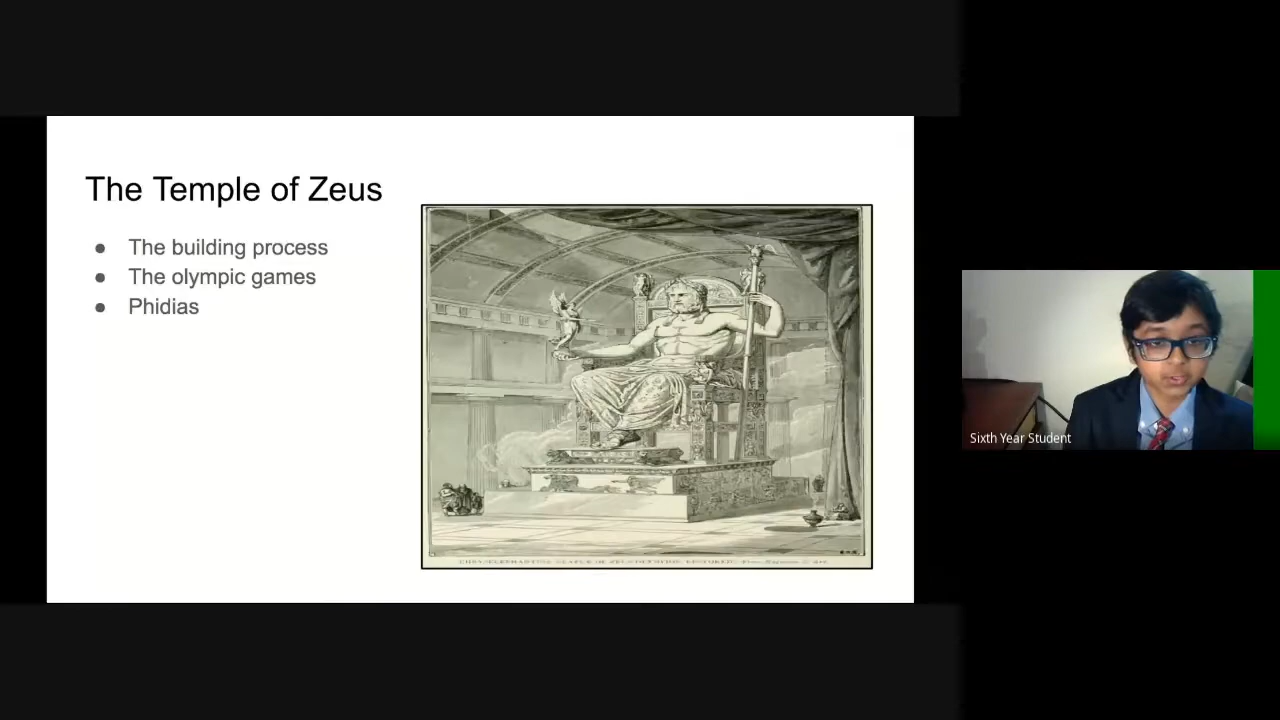 The Temple of Zeus
● The building process
● The olympic games
● Phidias
Sixth Year Student